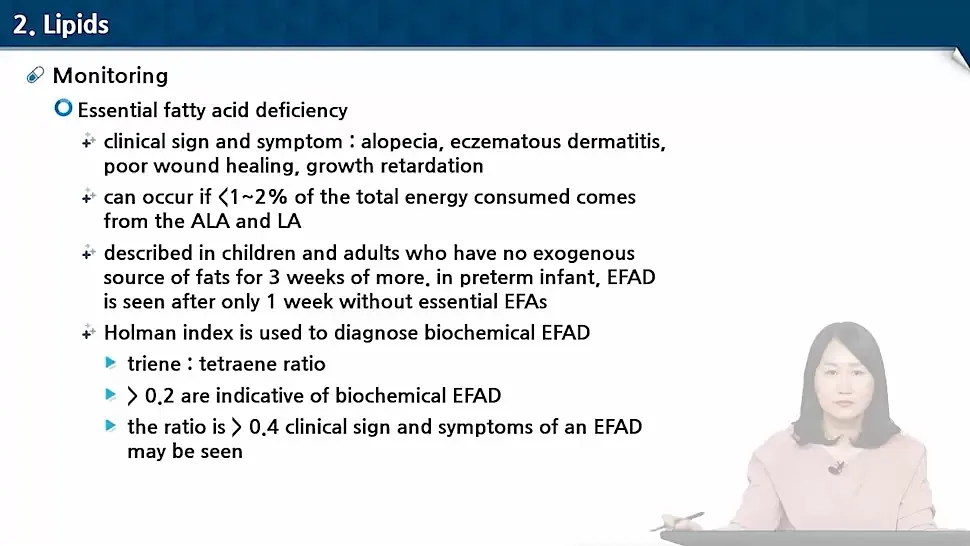 2. Lipids
Monitoring
Essential fatty acid deficiency
clinical sign and symptom : alopecia, eczematous dermatitis,
poor wound healing, growth retardation
can occur if <1~2% of the total energy consumed comes
from the ALA and LA
described in children and adults who have no exogenous
source of fats for 3 weeks of more. in preterm infant, EFAD
is seen after only 1 week without essential EFAs
Holman index is used to diagnose biochemical EFAD
triene : tetraene ratio
> 0.2 are indicative of biochemical EFAD
the ratio is > 0.4 clinical sign and symptoms of an EFAD
may be seen